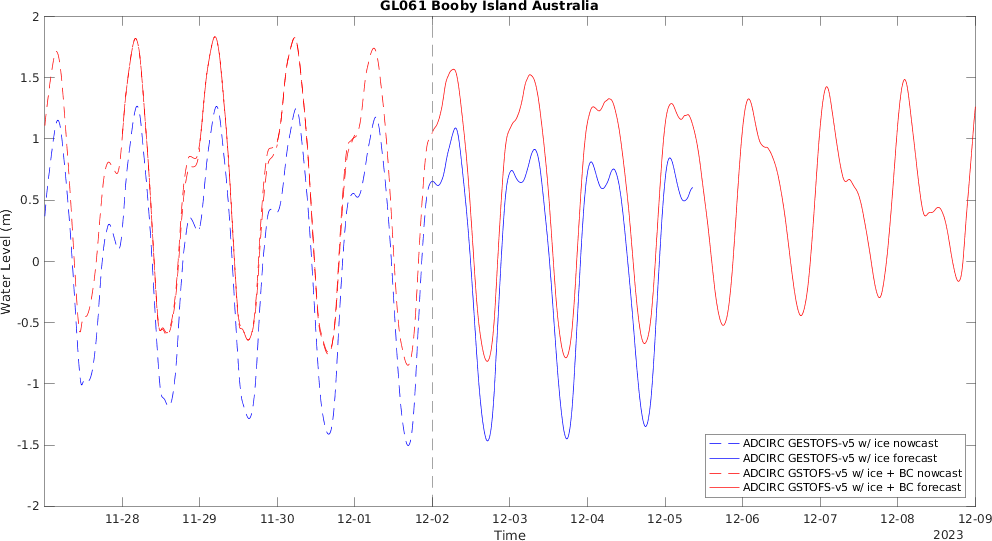 GL061 Booby Island Australia
2
1.5
1
0.5
0
-0.5
-1
-1.5
-2
Water Level (m)
ADCIRC GESTOFS-v5 w/ ice nowcast
ADCIRC GESTOFS-v5 w/ ice forecast
ADCIRC GSTOFS-v5 w/ ice + BC nowcast
ADCIRC GSTOFS-v5 w/ ice + BC forecast
11-28 11-29 11-30 12-01 12-02 12-03 12-04 12-05 12-06 12-07 12-08 12-09
Time
2023